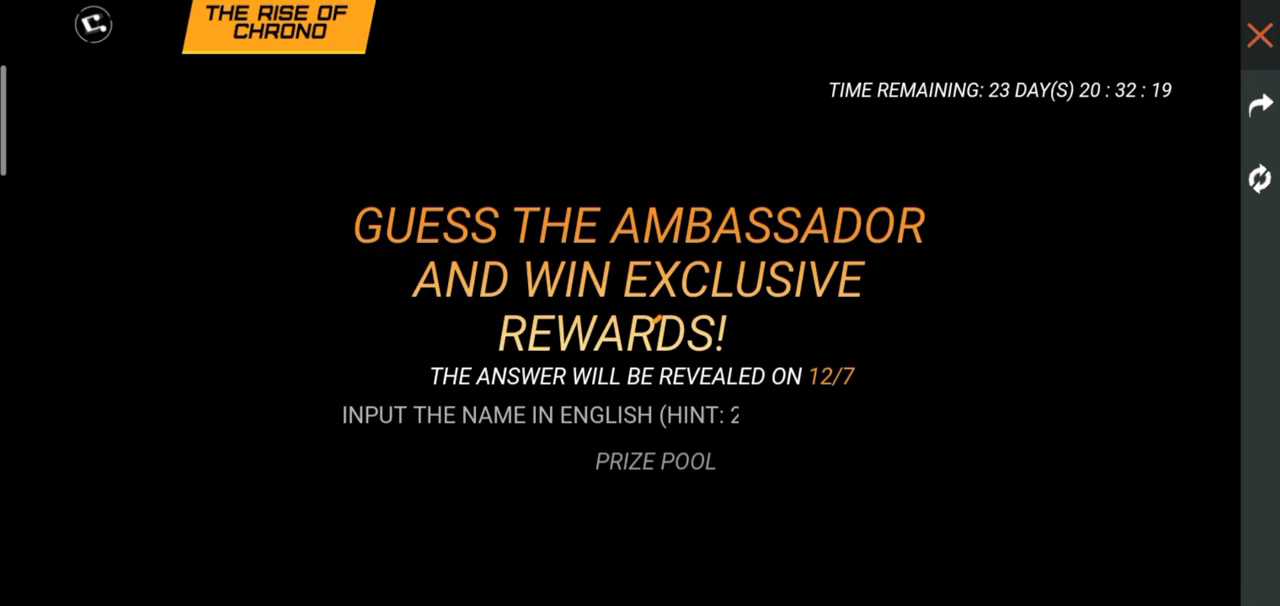 THE RISE OF
CHRONO
TIME REMAINING: 23 DAY(S) 20 : 32 : 19
GUESS THE AMBASSADOR
AND WIN EXCLUSIVE
REWARDS!
THE ANSWER WILL BE REVEALED ON 12/7
INPUT THE NAME IN ENGLISH (HINT: 2
PRIZE POOL